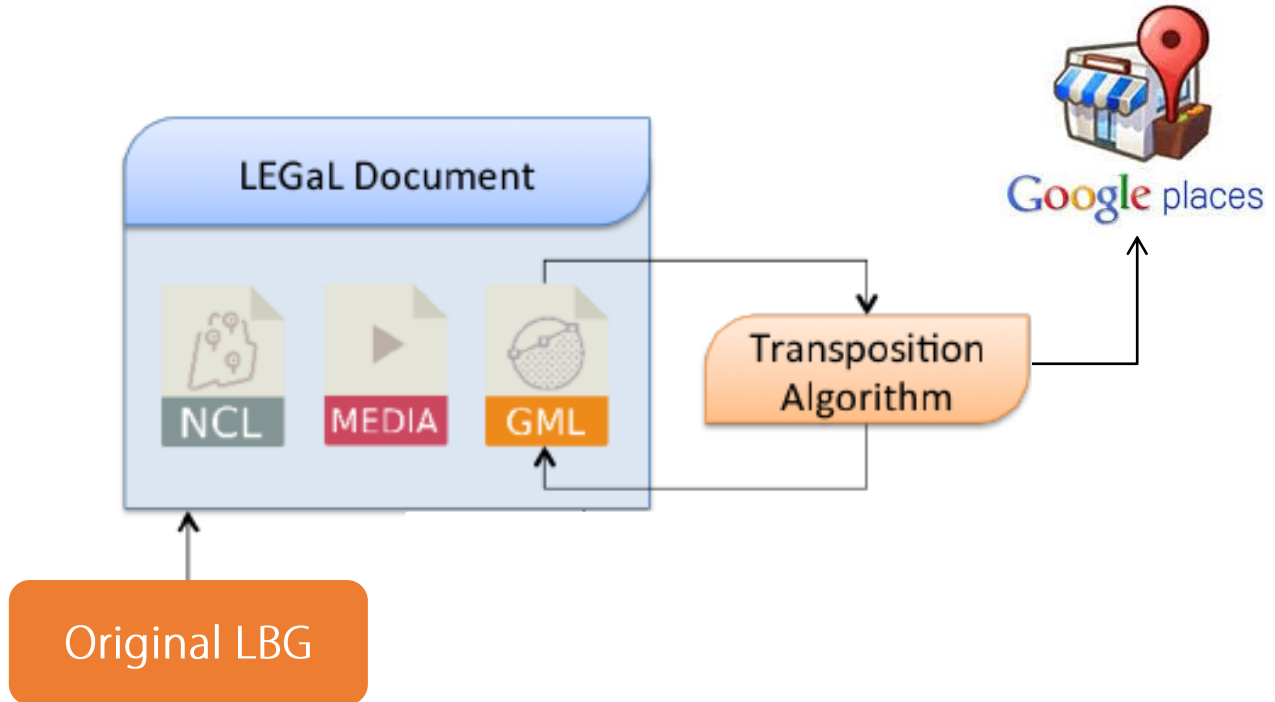 LEGaL Document
Google places
NCL
MEDIA
GML
Transposition
Algorithm
Original LBG